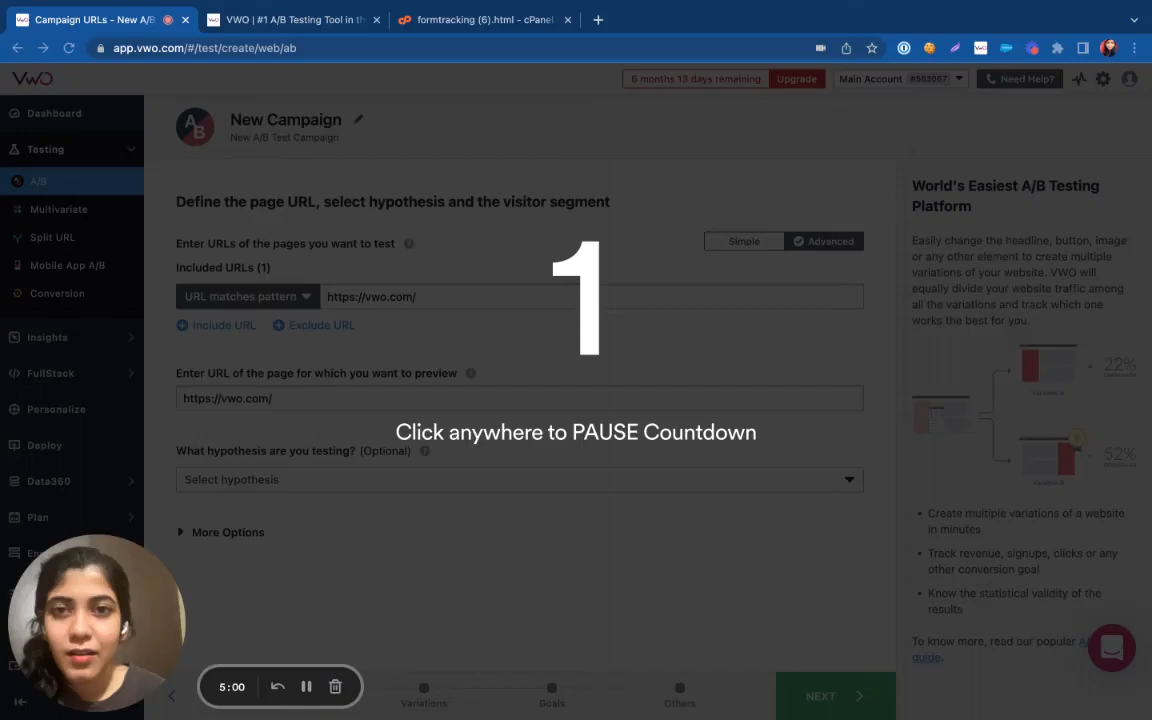 Campaign URLs - New A/B
VWO | #1 A/B Testing Tool in the
formtracking (6).html - cPanel
app.vwo.com/#/test/create/web/ab
VWO
6 months 13 days remaining
Upgrade
Main Account #563067
Need Help?
Dashboard
Testing
A/B
Multivariate
Split URL
Mobile App A/B
Conversion
Insights
FullStack
Personalize
Deploy
Data360
Plan
New Campaign
New A/B Test Campaign
Define the page URL, select hypothesis and the visitor segment
Enter URLs of the pages you want to test
Simple
Advanced
Included URLs (1)
URL matches pattern
https://vwo.com/
Include URL
Exclude URL
Enter URL of the page for which you want to preview
https://vwo.com/
What hypothesis are you testing? (Optional)
Select hypothesis
More Options
1
Click anywhere to PAUSE Countdown
World's Easiest A/B Testing
Platform
Easily change the headline, button, image
or any other element to create multiple
variations of your website. VWO will
equally divide your website traffic among
all the variations and track which one
works the best for you.
22%
52%
• Create multiple variations of a website
in minutes
• Track revenue, signups, clicks or any
other conversion goal
• Know the statistical validity of the
results
To know more, read our popular
guide.
5:00
Variations
Goals
Others
NEXT